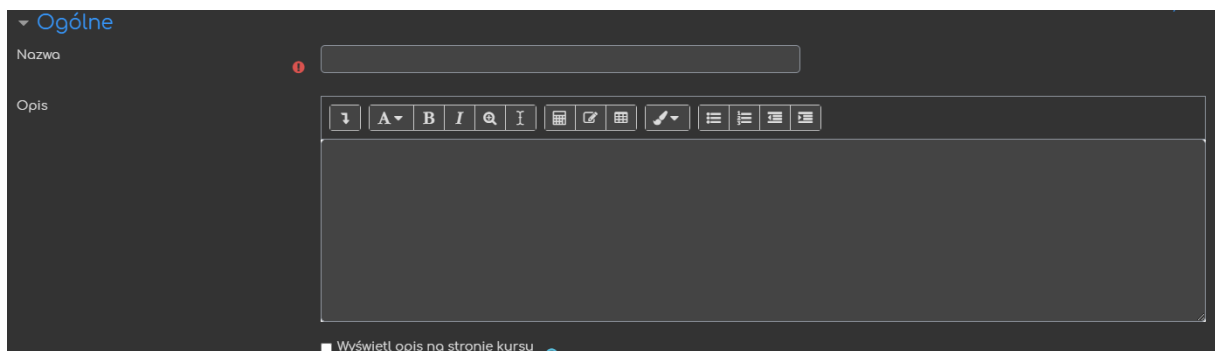 Ogólne
Nazwa
Opis
A B I
Wyświetl opis na stronie kursu